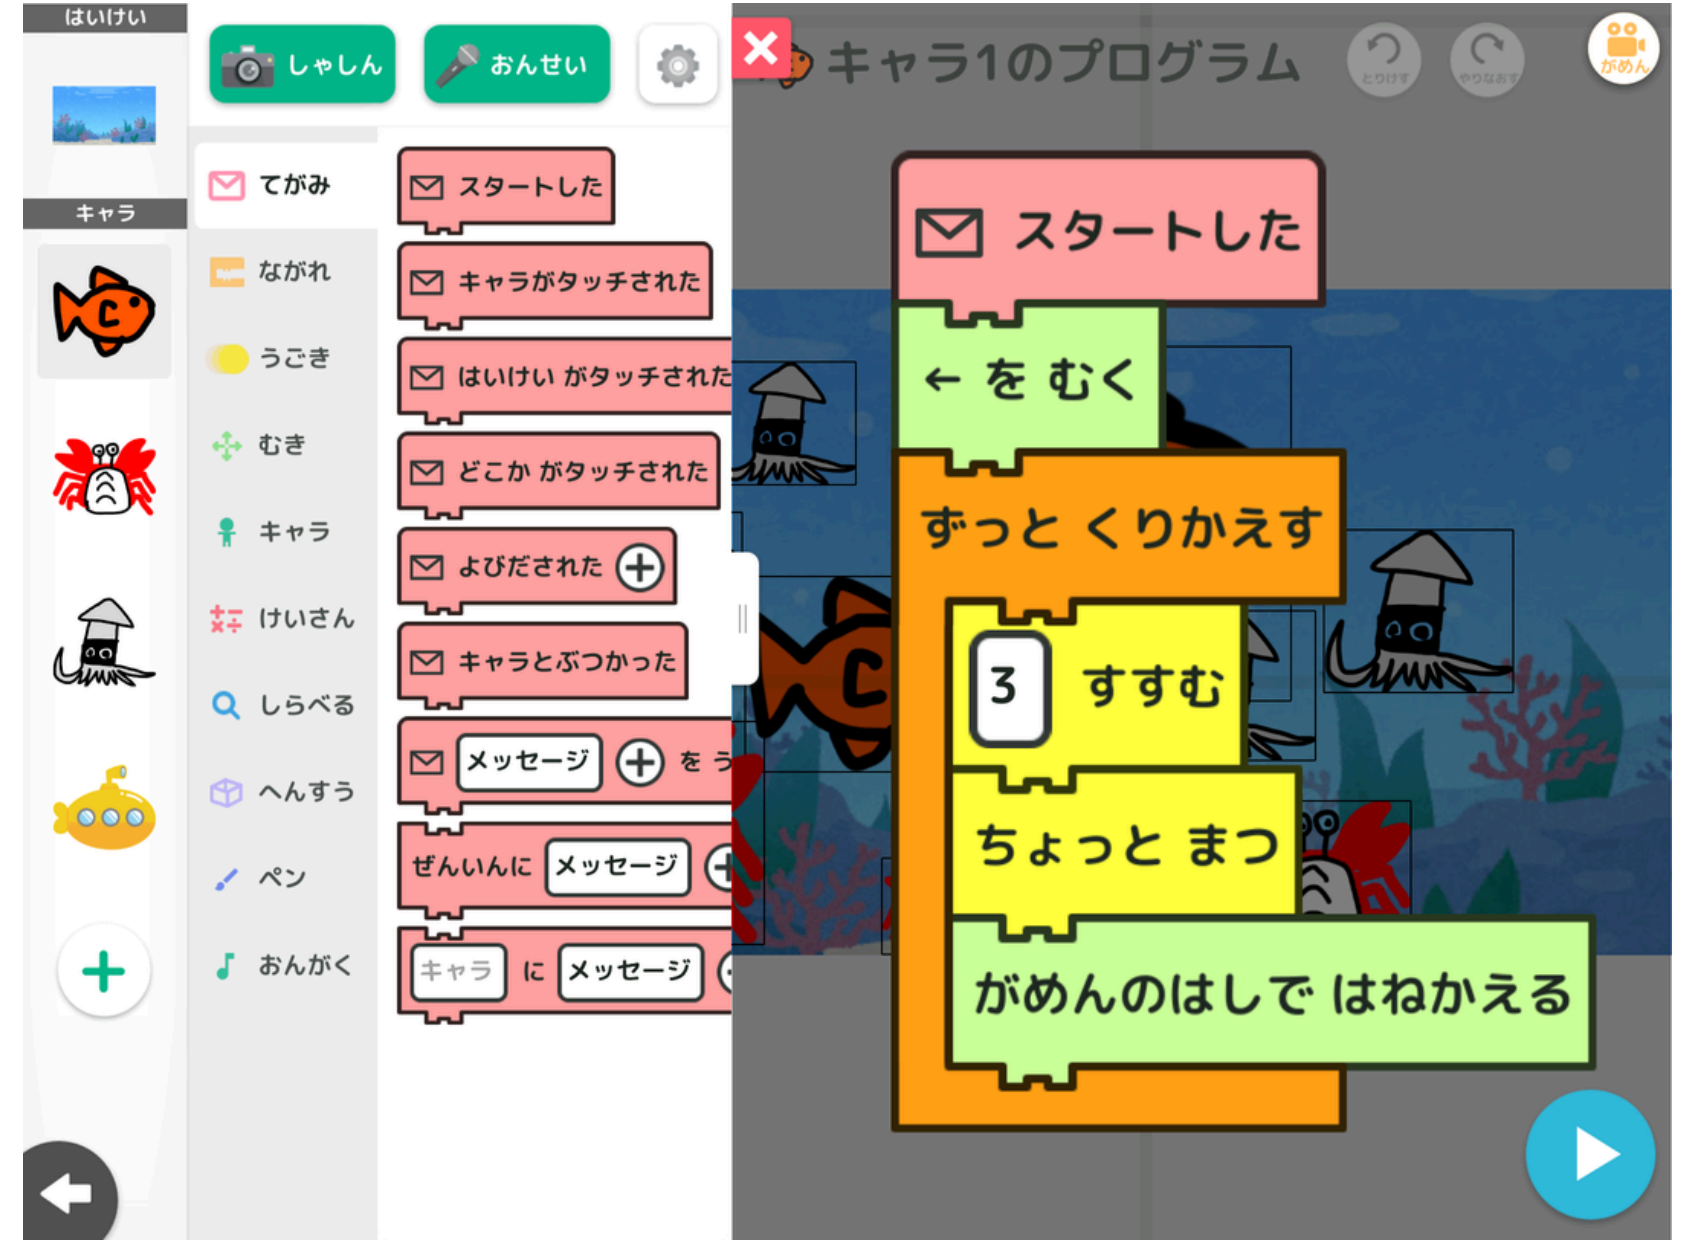 はいけい
キャラ
しゃしん
おんせい
てがみ
ながれ
うごき
むき
キャラ
けいさん
しらべる
へんすう
ペン
おんがく
スタートした
キャラがタッチされた
はいけい がタッチされた
どこか がタッチされた
よびだされた
キャラとぶつかった
メッセージ を う
ぜんいんに メッセージ
キャラ に メッセージ
キャラ1のプログラム
とりけす
やりなおす
がめん
スタートした
← を むく
ずっと くりかえす
3 すすむ
ちょっと まつ
がめんのはしで はねかえる
C
C